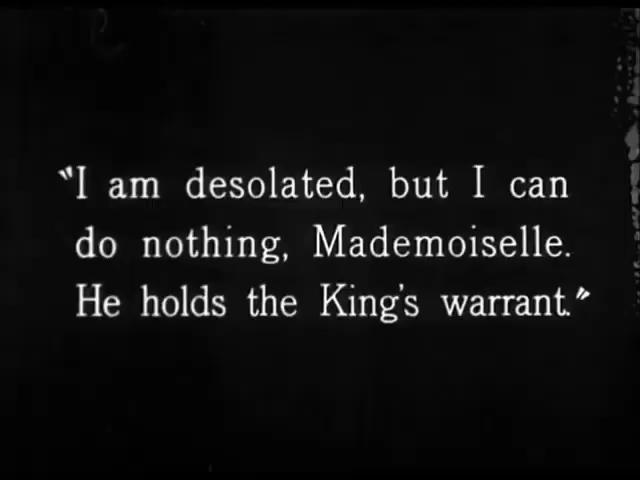 "I am desolated, but I can
do nothing, Mademoiselle.
He holds the King's warrant."